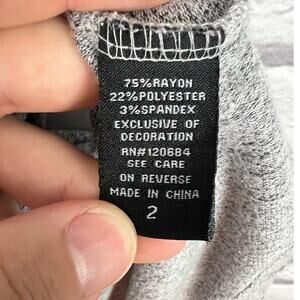 75%RAYON
22%POLYESTER
3%SPANDEX
EXCLUSIVE OF
DECORATION
RN#120684
SEE CARE
ON REVERSE
MADE IN CHINA
2